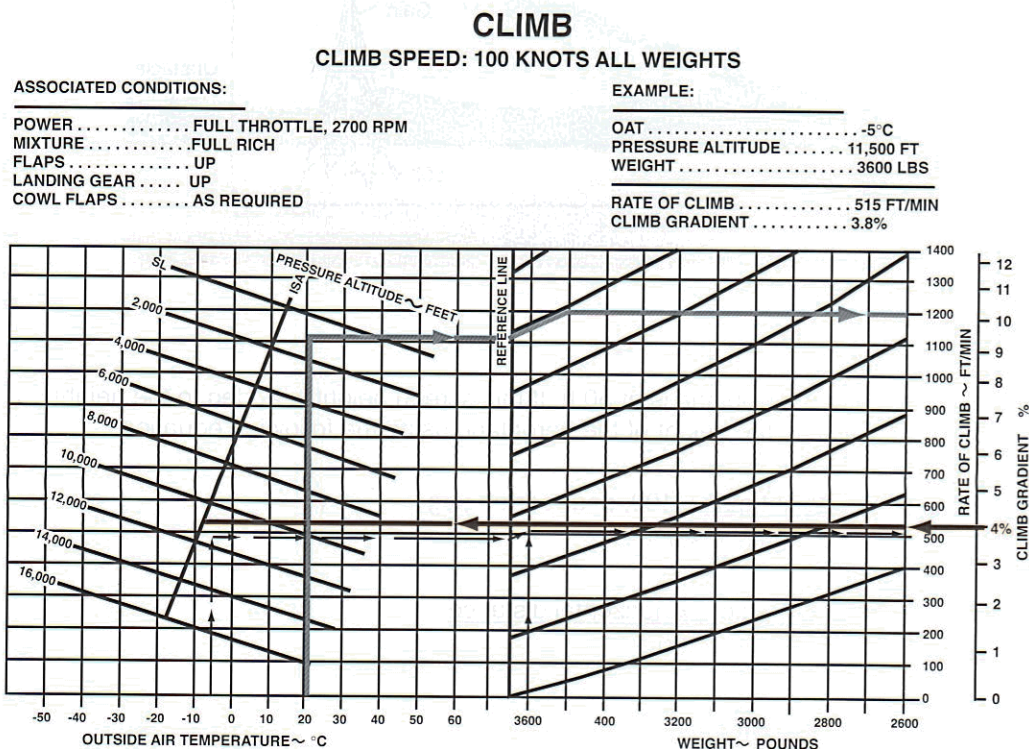 CLIMB
CLIMB SPEED: 100 KNOTS ALL WEIGHTS
ASSOCIATED CONDITIONS:
POWER . . . . . . . . . . . . . FULL THROTTLE, 2700 RPM
MIXTURE . . . . . . . . . . . FULL RICH
FLAPS . . . . . . . . . . . . . UP
LANDING GEAR . . . . . UP
COWL FLAPS . . . . . . . . AS REQUIRED
EXAMPLE:
OAT . . . . . . . . . . . . . . . . . . . . . . . -5°C
PRESSURE ALTITUDE . . . . . . . 11,500 FT
WEIGHT . . . . . . . . . . . . . . . . . . 3600 LBS
RATE OF CLIMB . . . . . . . . . . . . 515 FT/MIN
CLIMB GRADIENT . . . . . . . . . . . 3.8%
SL
2,000
4,000
6,000
8,000
10,000
12,000
14,000
16,000
ISA
PRESSURE ALTITUDE ~ FEET
REFERENCE LINE
1400
1300
1200
1100
1000
900
800
700
600
500
400
300
200
100
0
RATE OF CLIMB ~ FT/MIN
12
11
10
9
8
7
6
5
4%
3
2
1
0
CLIMB GRADIENT %
-50 -40 -30 -20 -10 0 10 20 30 40 50 60
OUTSIDE AIR TEMPERATURE ~ °C
3600 400 3200 3000 2800 2600
WEIGHT ~ POUNDS